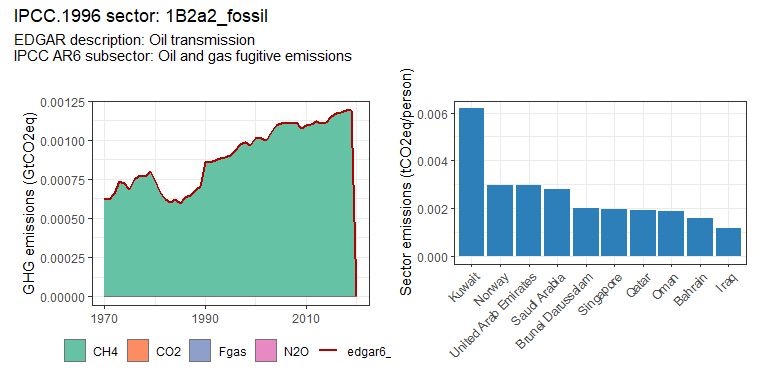 IPCC.1996 sector: 1B2a2_fossil
EDGAR description: Oil transmission
IPCC AR6 subsector: Oil and gas fugitive emissions
GHG emissions (GtCO2eq)
0.00125
0.00100
0.00075
0.00050
0.00025
0.00000
1970
1990
2010
CH4
CO2
Fgas
N2O
edgar6_
Sector emissions (tCO2eq/person)
0.006
0.004
0.002
0.000
Kuwait
Norway
United Arab Emirates
Saudi Arabia
Brunei Darussalam
Singapore
Qatar
Oman
Bahrain
Iraq